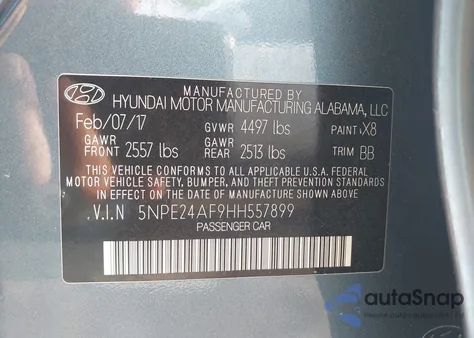 MANUFACTURED BY
HYUNDAI MOTOR MANUFACTURING ALABAMA, LLC
Feb/07/17 GVWR 4497 lbs PAINT X8
GAWR FRONT 2557 lbs GAWR REAR 2513 lbs TRIM BB
THIS VEHICLE CONFORMS TO ALL APPLICABLE U.S.A. FEDERAL
MOTOR VEHICLE SAFETY, BUMPER, AND THEFT PREVENTION
STANDARDS IN EFFECT ON THE DATE OF MANUFACTURE SHOWN ABOVE.
V.I.N 5NPE24AF9HH557899
PASSENGER CAR
autoSnap